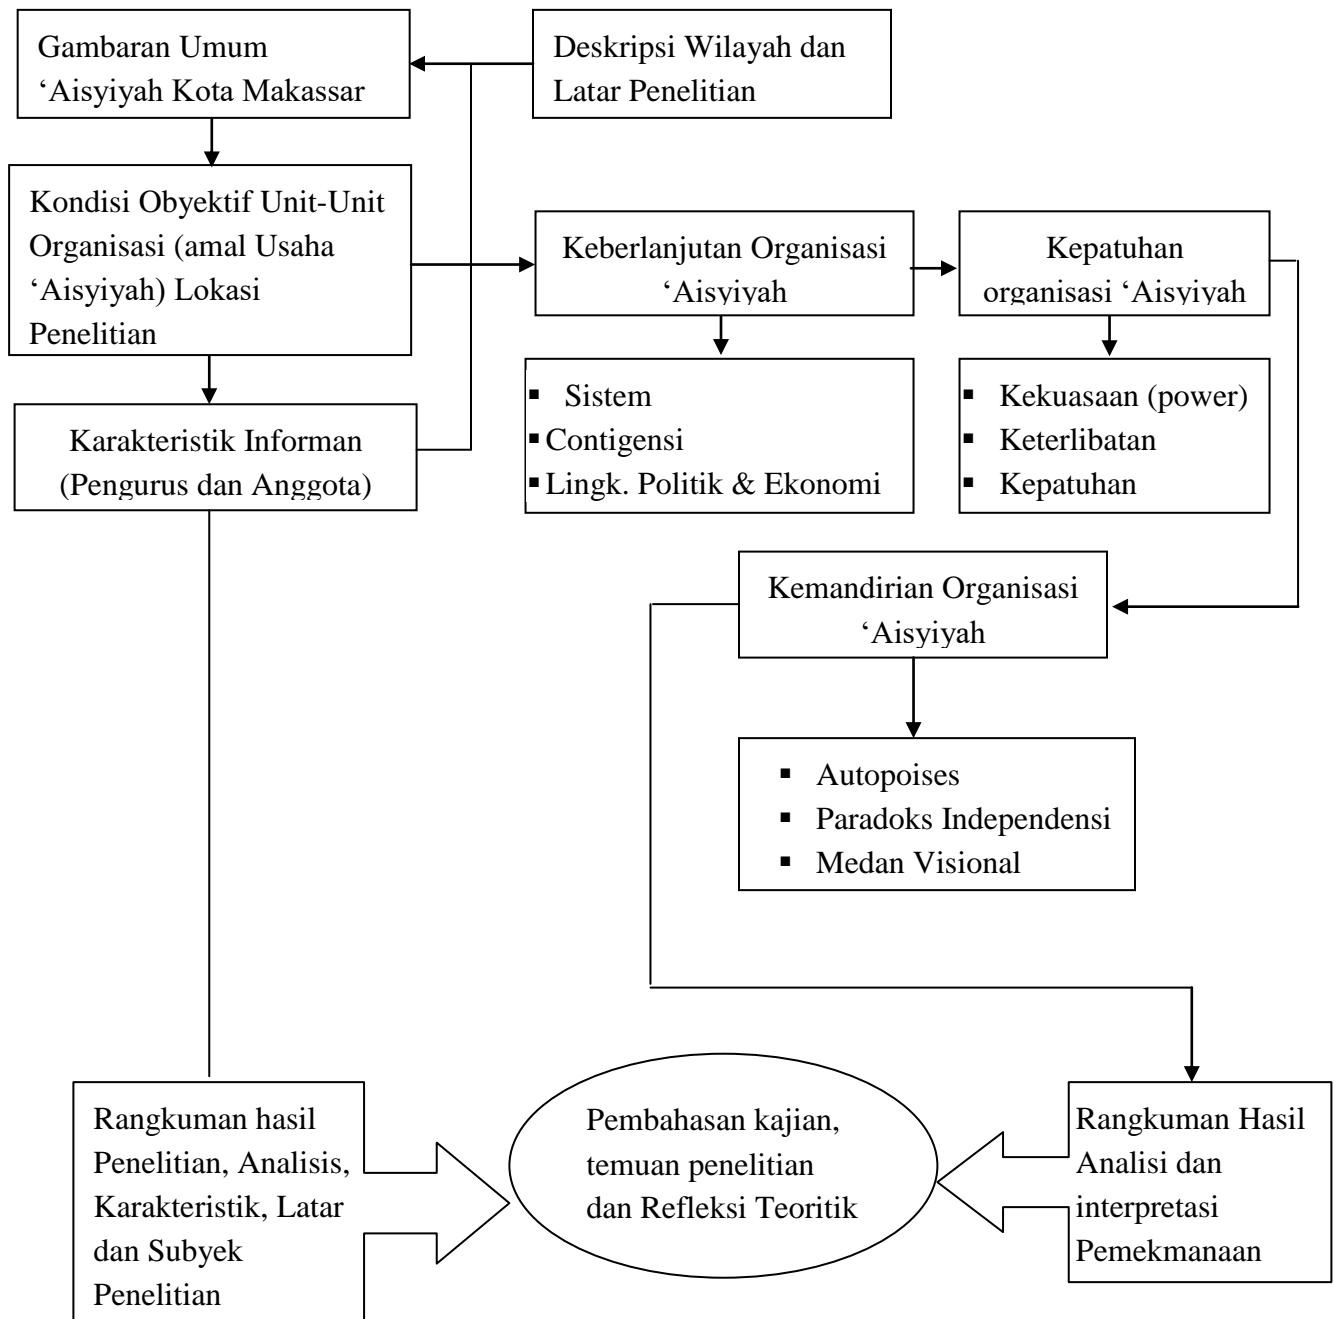 Gambaran Umum
‘Aisyiyah Kota Makassar
Deskripsi Wilayah dan
Latar Penelitian
Kondisi Obyektif Unit-Unit
Organisasi (amal Usaha
‘Aisyiyah) Lokasi
Penelitian
Keberlanjutan Organisasi
‘Aisyiyah
Kepatuhan
organisasi ‘Aisyiyah
▪ Sistem
▪ Contigensi
▪ Lingk. Politik & Ekonomi
▪ Kekuasaan (power)
▪ Keterlibatan
▪ Kepatuhan
Karakteristik Informan
(Pengurus dan Anggota)
Kemandirian Organisasi
‘Aisyiyah
▪ Autopoises
▪ Paradoks Independensi
▪ Medan Visional
Rangkuman hasil
Penelitian, Analisis,
Karakteristik, Latar
dan Subyek
Penelitian
Pembahasan kajian,
temuan penelitian
dan Refleksi Teoritik
Rangkuman Hasil
Analisi dan
interpretasi
Pemekmanaan